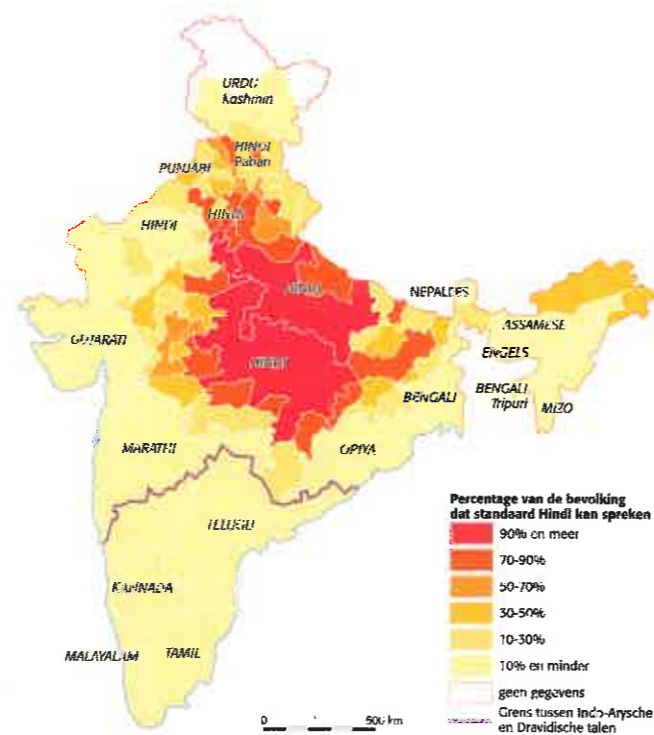 URDU
Kashmiri
HINDI
Pahari
PUNJABI
HINDI
HINDI
HINDI
NEPALEES
ASSAMESE
GUJARATI
HINDI
ENGELS
BENGALI
BENGALI
Tripuri
MIZO
MARATHI
ORIYA
TELUGU
KANNADA
MALAYALAM
TAMIL
Percentage van de bevolking
dat standaard Hindi kan spreken
90% en meer
70-90%
50-70%
30-50%
10-30%
10% en minder
geen gegevens
Grens tussen Indo-Arysche
en Dravidische talen
0
500 km